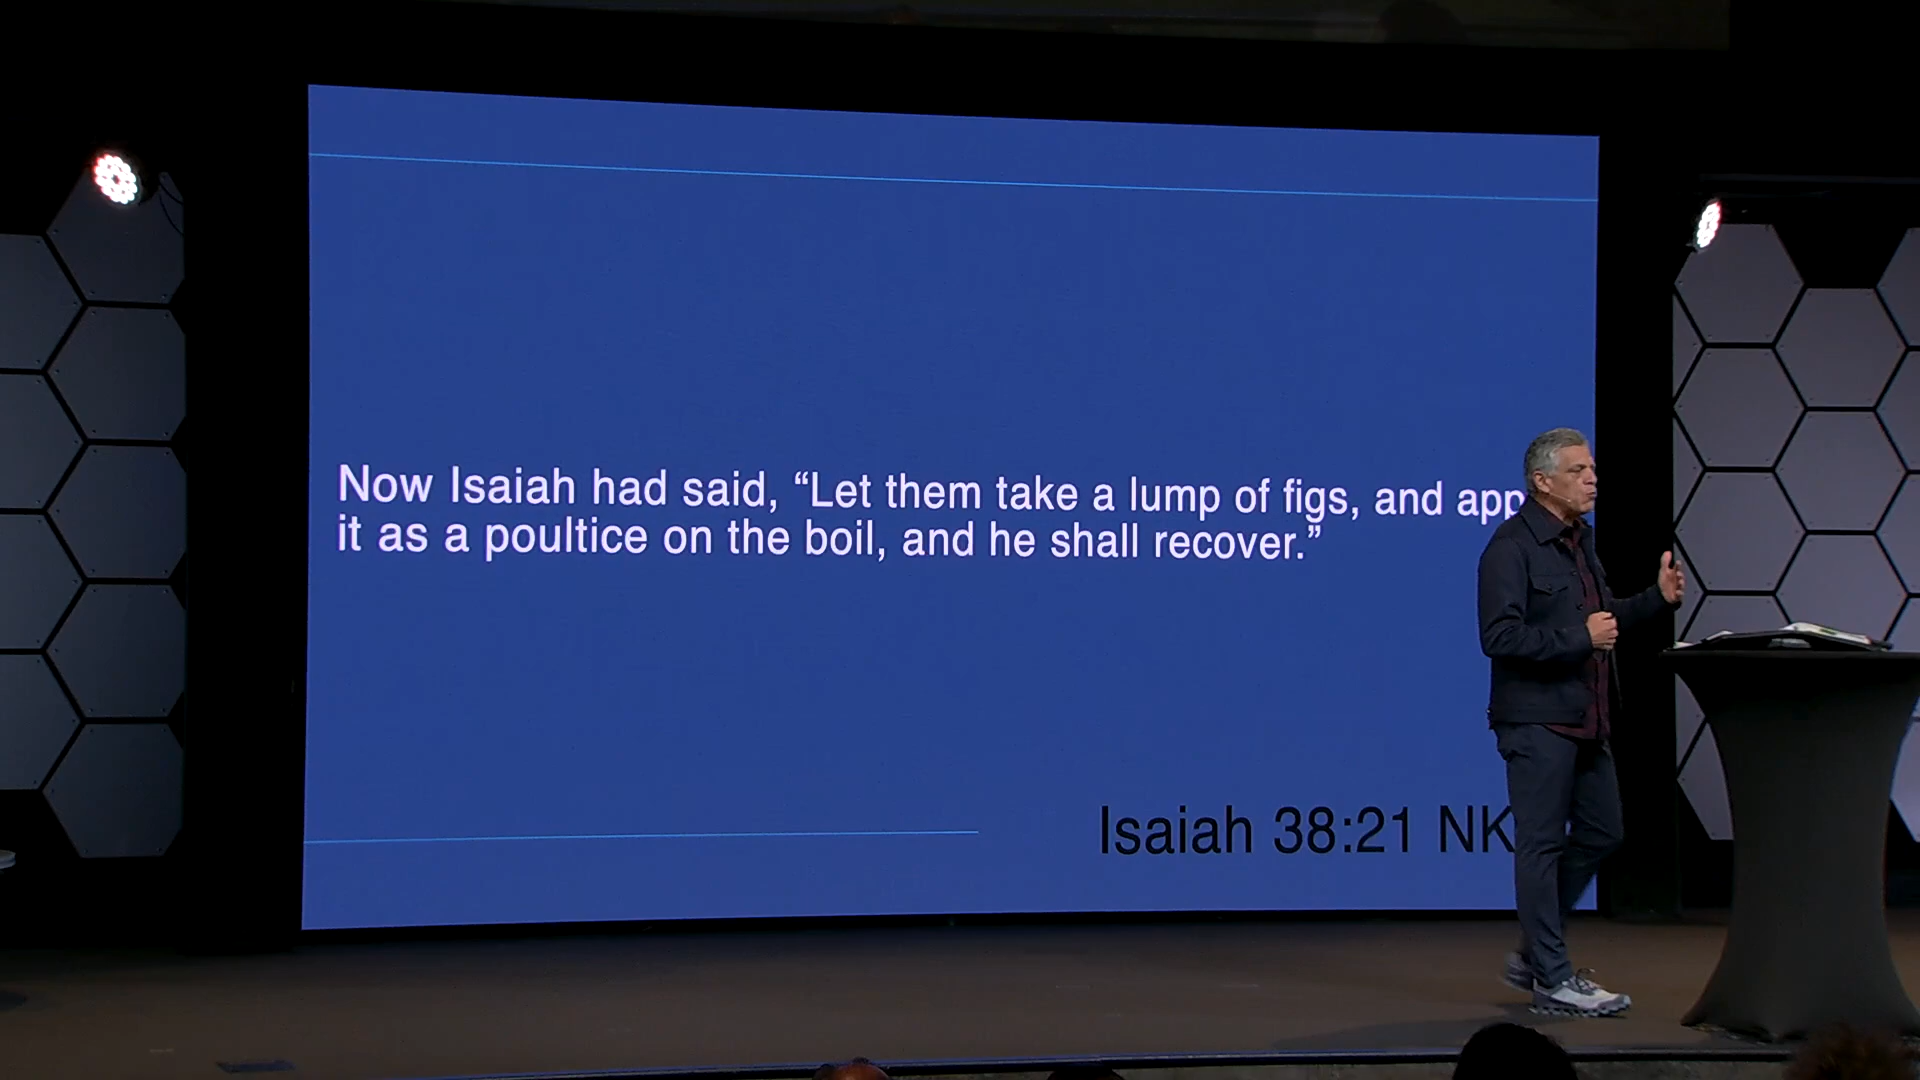 Now Isaiah had said, “Let them take a lump of figs, and app
it as a poultice on the boil, and he shall recover.”
Isaiah 38:21 NK